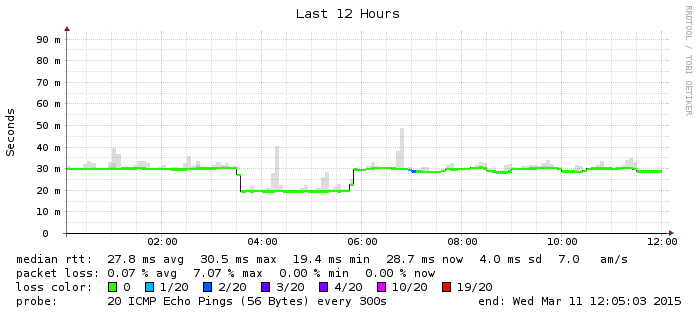 Last 12 Hours
RRDTOOL / TOBI OETIKER
Seconds
90 m
80 m
70 m
60 m
50 m
40 m
30 m
20 m
10 m
0
02:00 04:00 06:00 08:00 10:00 12:00
median rtt: 27.8 ms avg 30.5 ms max 19.4 ms min 28.7 ms now 4.0 ms sd 7.0 am/s
packet loss: 0.07 % avg 7.07 % max 0.00 % min 0.00 % now
loss color: 0 1/20 2/20 3/20 4/20 10/20 19/20
probe: 20 ICMP Echo Pings (56 Bytes) every 300s end: Wed Mar 11 12:05:03 2015